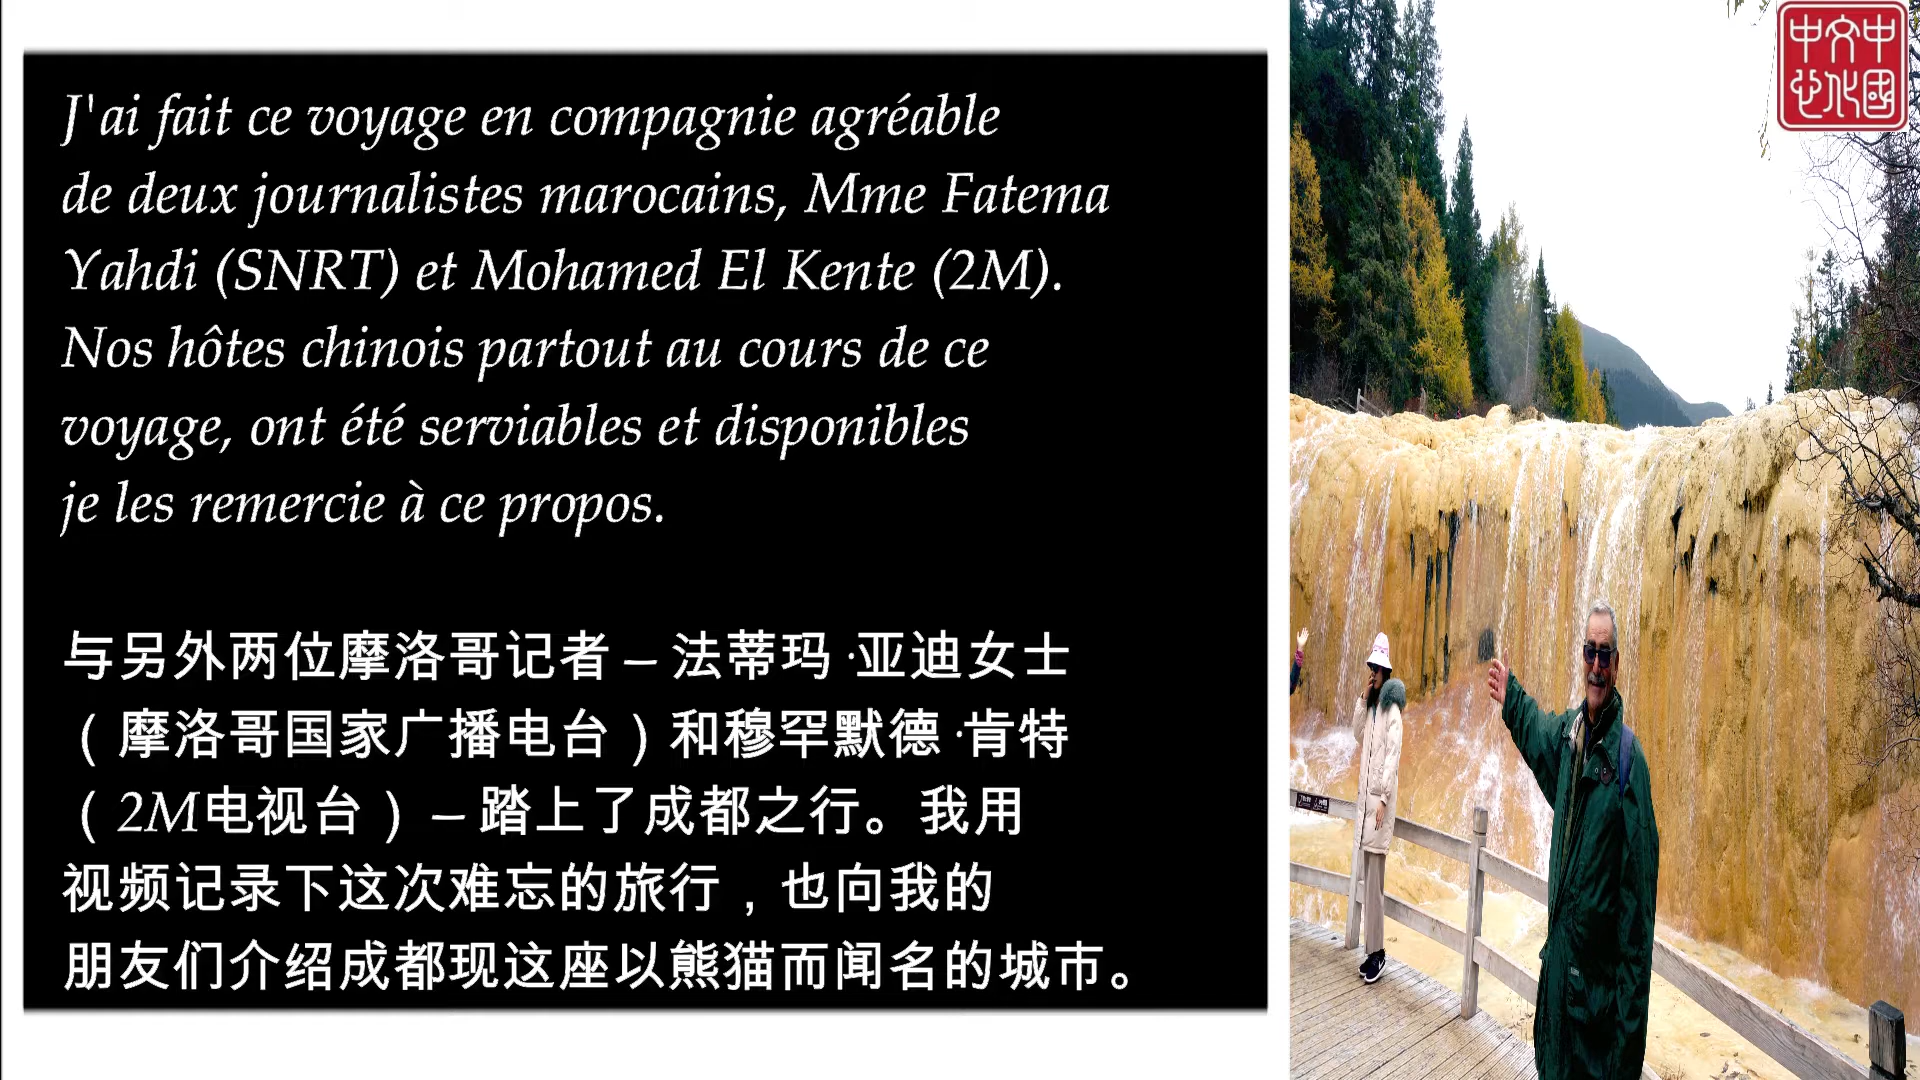 J'ai fait ce voyage en compagnie agréable
de deux journalistes marocains, Mme Fatema
Yahdi (SNRT) et Mohamed El Kente (2M).
Nos hôtes chinois partout au cours de ce
voyage, ont été serviables et disponibles
je les remercie à ce propos.
与另外两位摩洛哥记者 – 法蒂玛 ·亚迪女士
（摩洛哥国家广播电台）和穆罕默德 ·肯特
（2M电视台）– 踏上了成都之行。我用
视频记录下这次难忘的旅行，也向我的
朋友们介绍成都现这座以熊猫而闻名的城市。
中文中
心化國